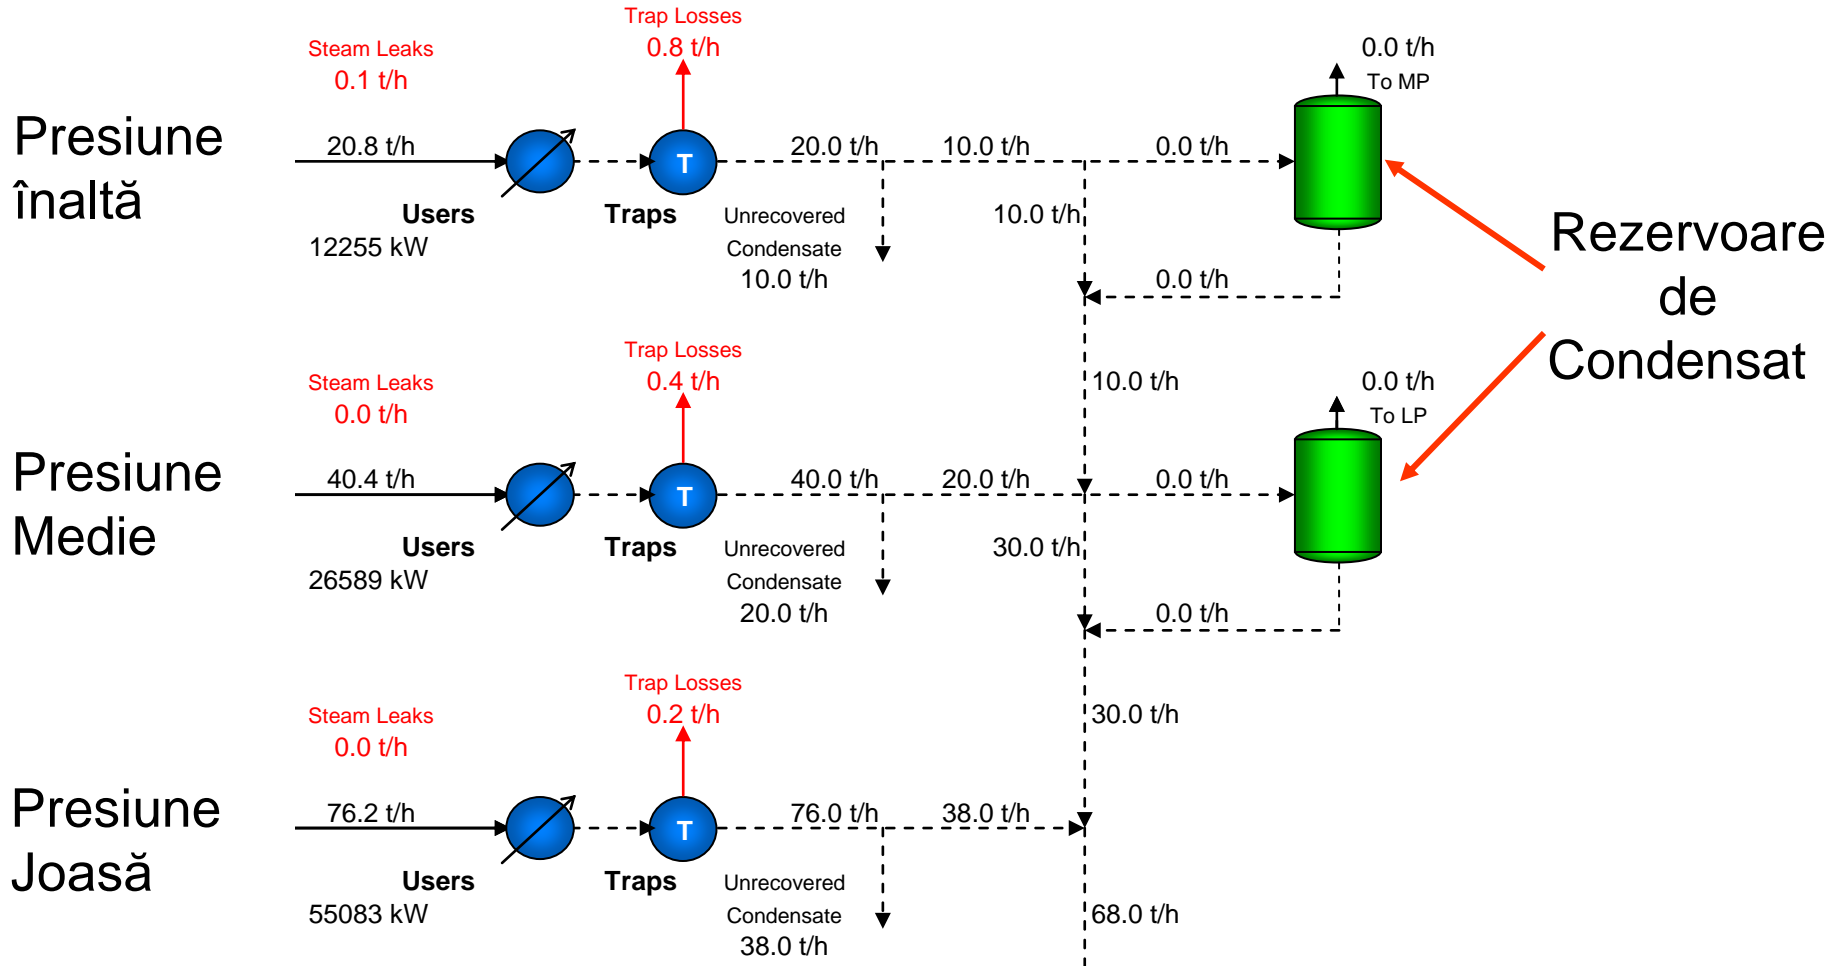 Trap Losses
0.8 t/h
Steam Leaks
0.1 t/h
0.0 t/h
To MP
Presiune
înaltă
20.8 t/h
T
20.0 t/h
10.0 t/h
0.0 t/h
Users
Traps
12255 kW
Unrecovered
Condensate
10.0 t/h
10.0 t/h
0.0 t/h
Rezervoare
de
Condensat
Trap Losses
0.4 t/h
Steam Leaks
0.0 t/h
10.0 t/h
0.0 t/h
To LP
Presiune
Medie
40.4 t/h
T
40.0 t/h
20.0 t/h
0.0 t/h
Users
Traps
26589 kW
Unrecovered
Condensate
20.0 t/h
30.0 t/h
0.0 t/h
Trap Losses
0.2 t/h
Steam Leaks
0.0 t/h
30.0 t/h
Presiune
Joasă
76.2 t/h
T
76.0 t/h
38.0 t/h
Users
Traps
55083 kW
Unrecovered
Condensate
38.0 t/h
68.0 t/h